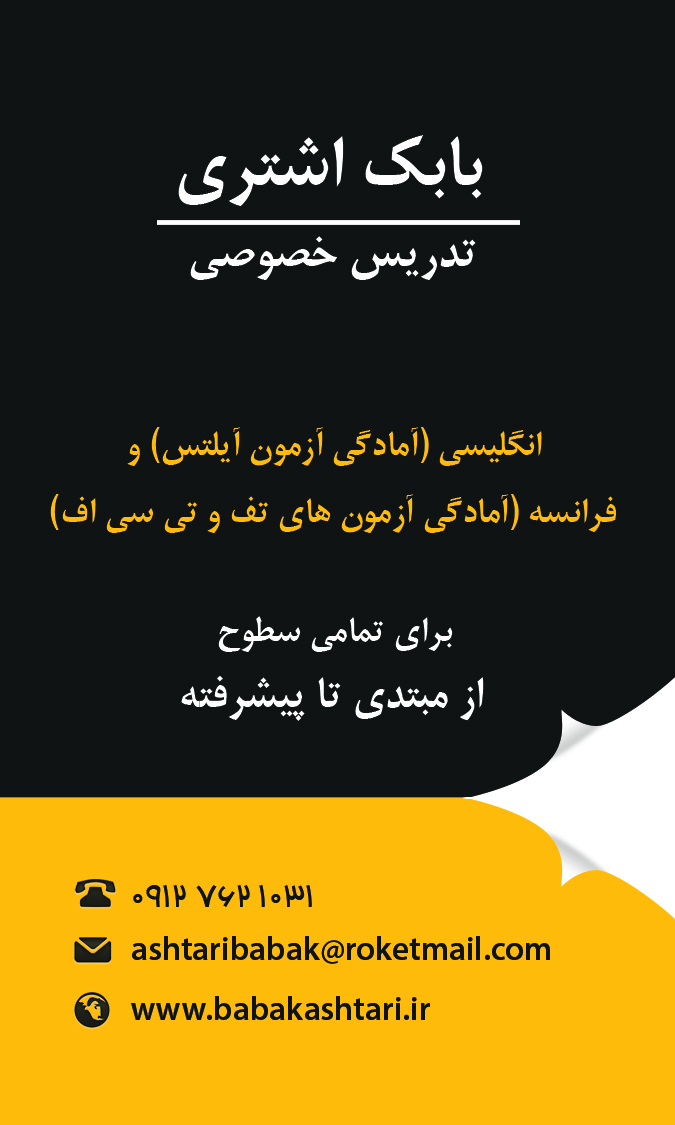 بابک اشتری
تدریس خصوصی
انگلیسی (آمادگی آزمون آیلتس) و
فرانسه (آمادگی آزمون های تف و تی سی اف)
برای تمامی سطوح
از مبتدی تا پیشرفته
۰۹۱۲ ۷۶۲ ۱۰۳۱
ashtaribabak@roketmail.com
www.babakashtari.ir